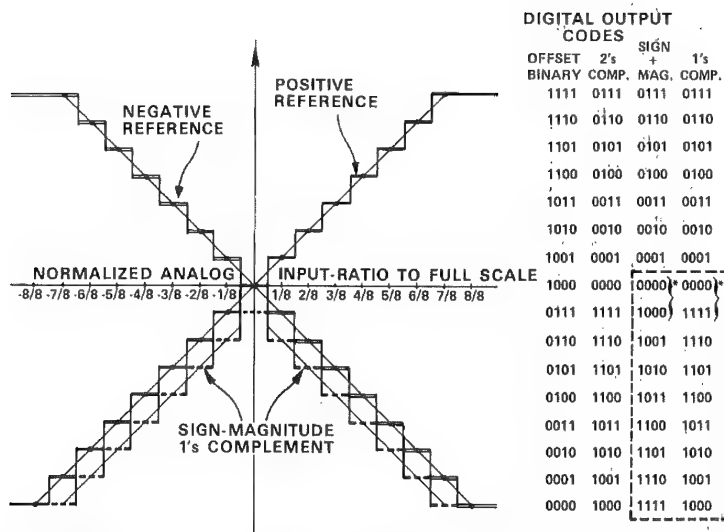 DIGITAL OUTPUT
CODES
OFFSET BINARY 2's COMP. SIGN + MAG. 1's COMP.
1111 0111 0111 0111
1110 0110 0110 0110
1101 0101 0101 0101
1100 0100 0100 0100
1011 0011 0011 0011
1010 0010 0010 0010
1001 0001 0001 0001
1000 0000 0000 * 0000 *
0111 1111 1000 1111
0110 1110 1001 1110
0101 1101 1010 1101
0100 1100 1011 1100
0011 1011 1100 1011
0010 1010 1101 1010
0001 1001 1110 1001
0000 1000 1111 1000
NEGATIVE
REFERENCE
POSITIVE
REFERENCE
NORMALIZED ANALOG INPUT-RATIO TO FULL SCALE
-8/8 -7/8 -6/8 -5/8 -4/8 -3/8 -2/8 -1/8 1/8 2/8 3/8 4/8 5/8 6/8 7/8 8/8
SIGN-MAGNITUDE
1's COMPLEMENT